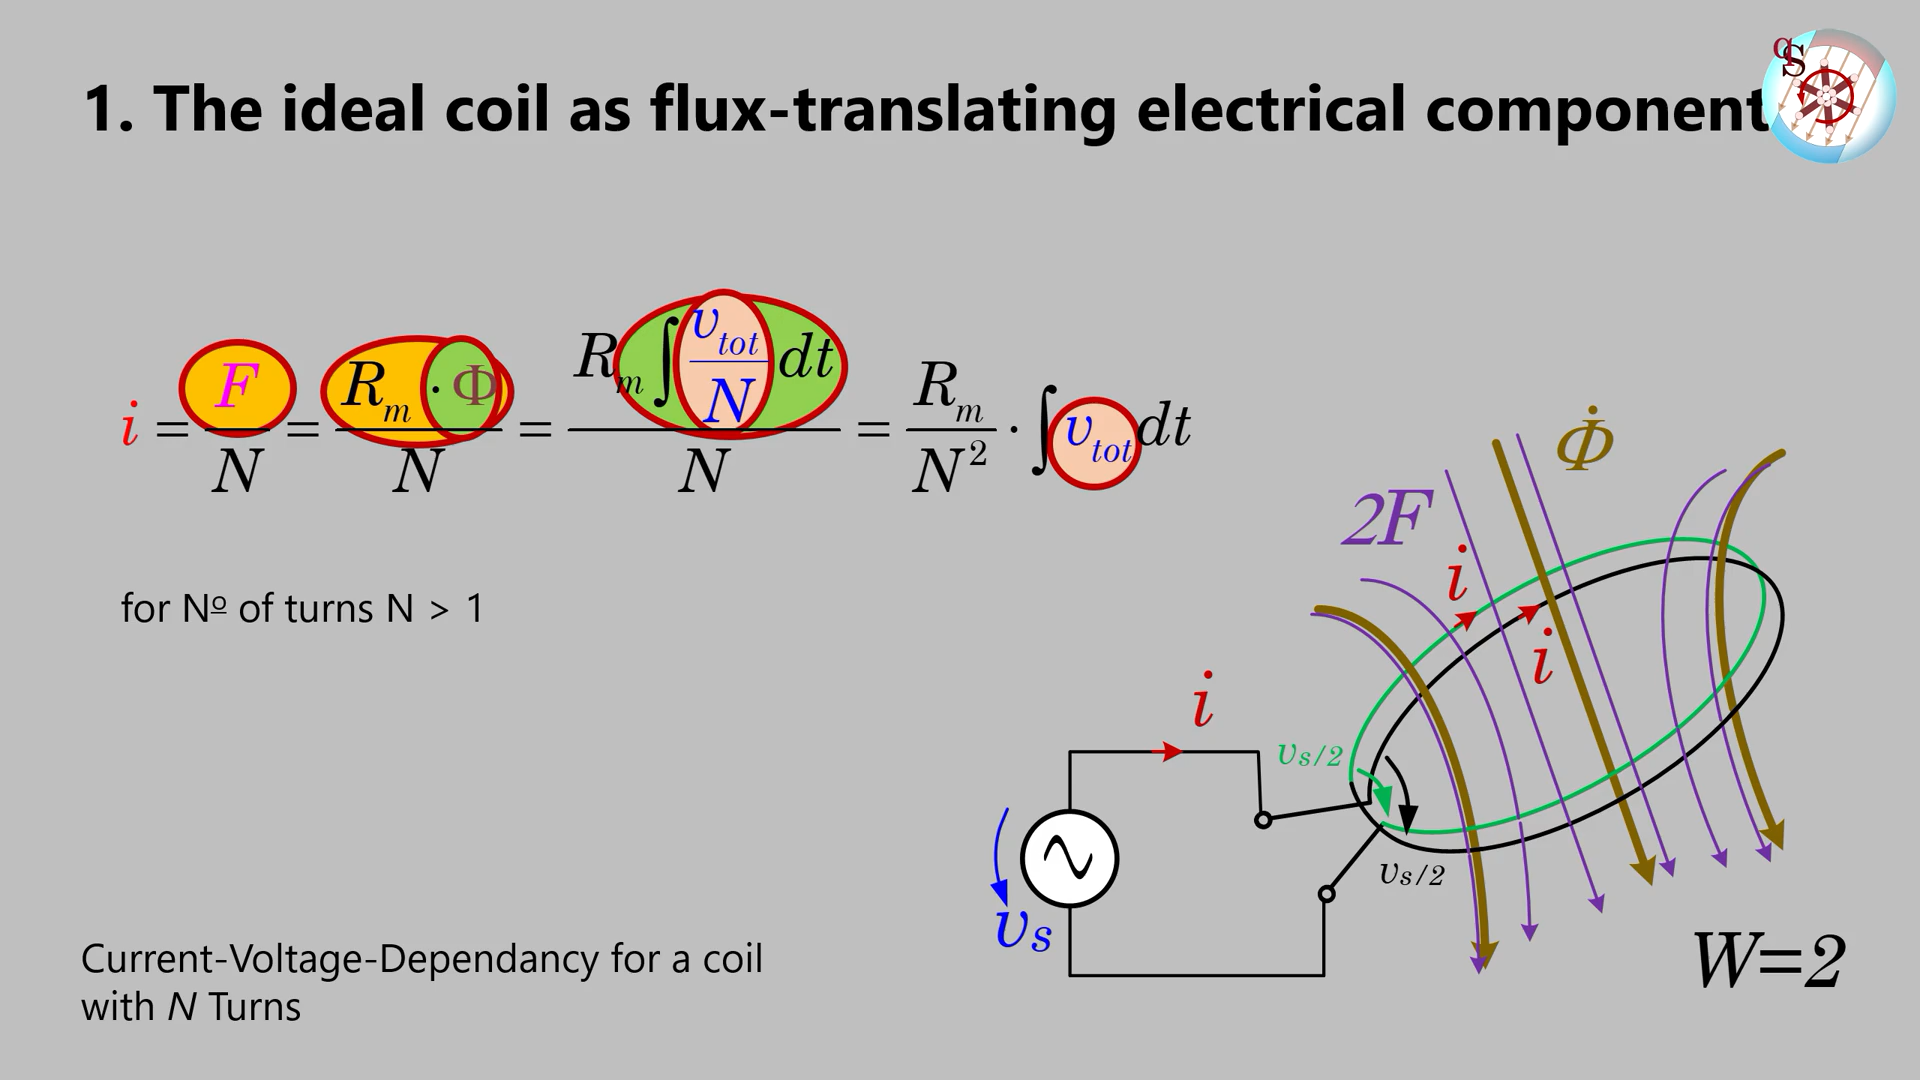 1. The ideal coil as flux-translating electrical component
qS
i = F/N = R_m · Φ/N = R_m ∫ v_tot/N dt / N = R_m/N² · ∫ v_tot dt
for Nº of turns N > 1
Φ̇
2F
i
i
i
v_s/2
v_s/2
v_s
W=2
Current-Voltage-Dependancy for a coil
with N Turns